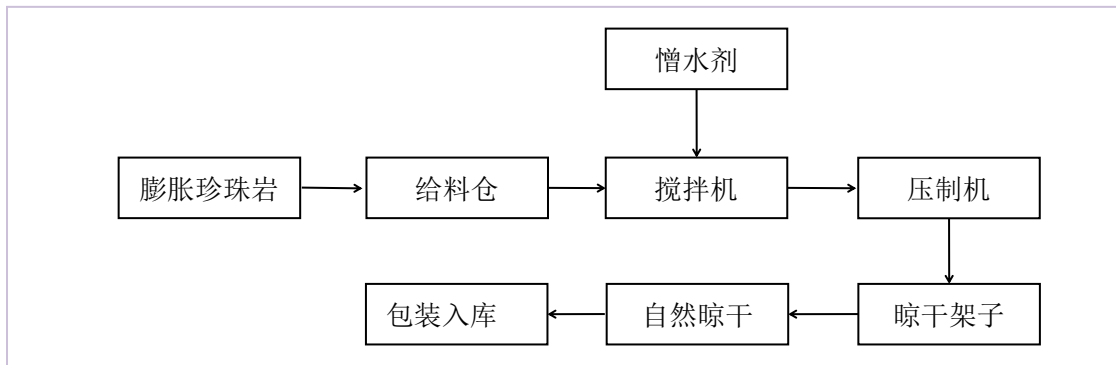 憎水剂
膨胀珍珠岩
给料仓
搅拌机
压制机
包装入库
自然晾干
晾干架子